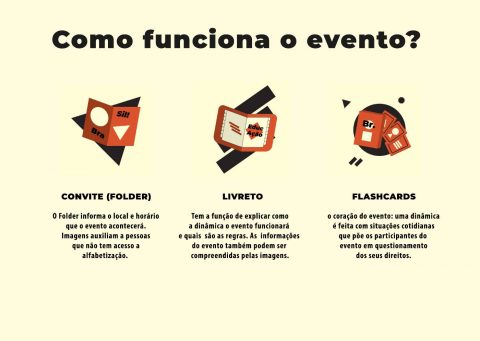 Como funciona o evento?
Sil!
Bra
Educ
Ação
CONVITE (FOLDER)
O Folder informa o local e horário
que o evento acontecerá.
Imagens auxiliam a pessoas
que não tem acesso a
alfabetização.
LIVRETO
Tem a função de explicar como
a dinâmica o evento funcionará
e quais são as regras. As informações
do evento também podem ser
compreendidas pelas imagens.
FLASHCARDS
o coração do evento: uma dinâmica
é feita com situações cotidianas
que põe os participantes do
evento em questionamento
dos seus direitos.